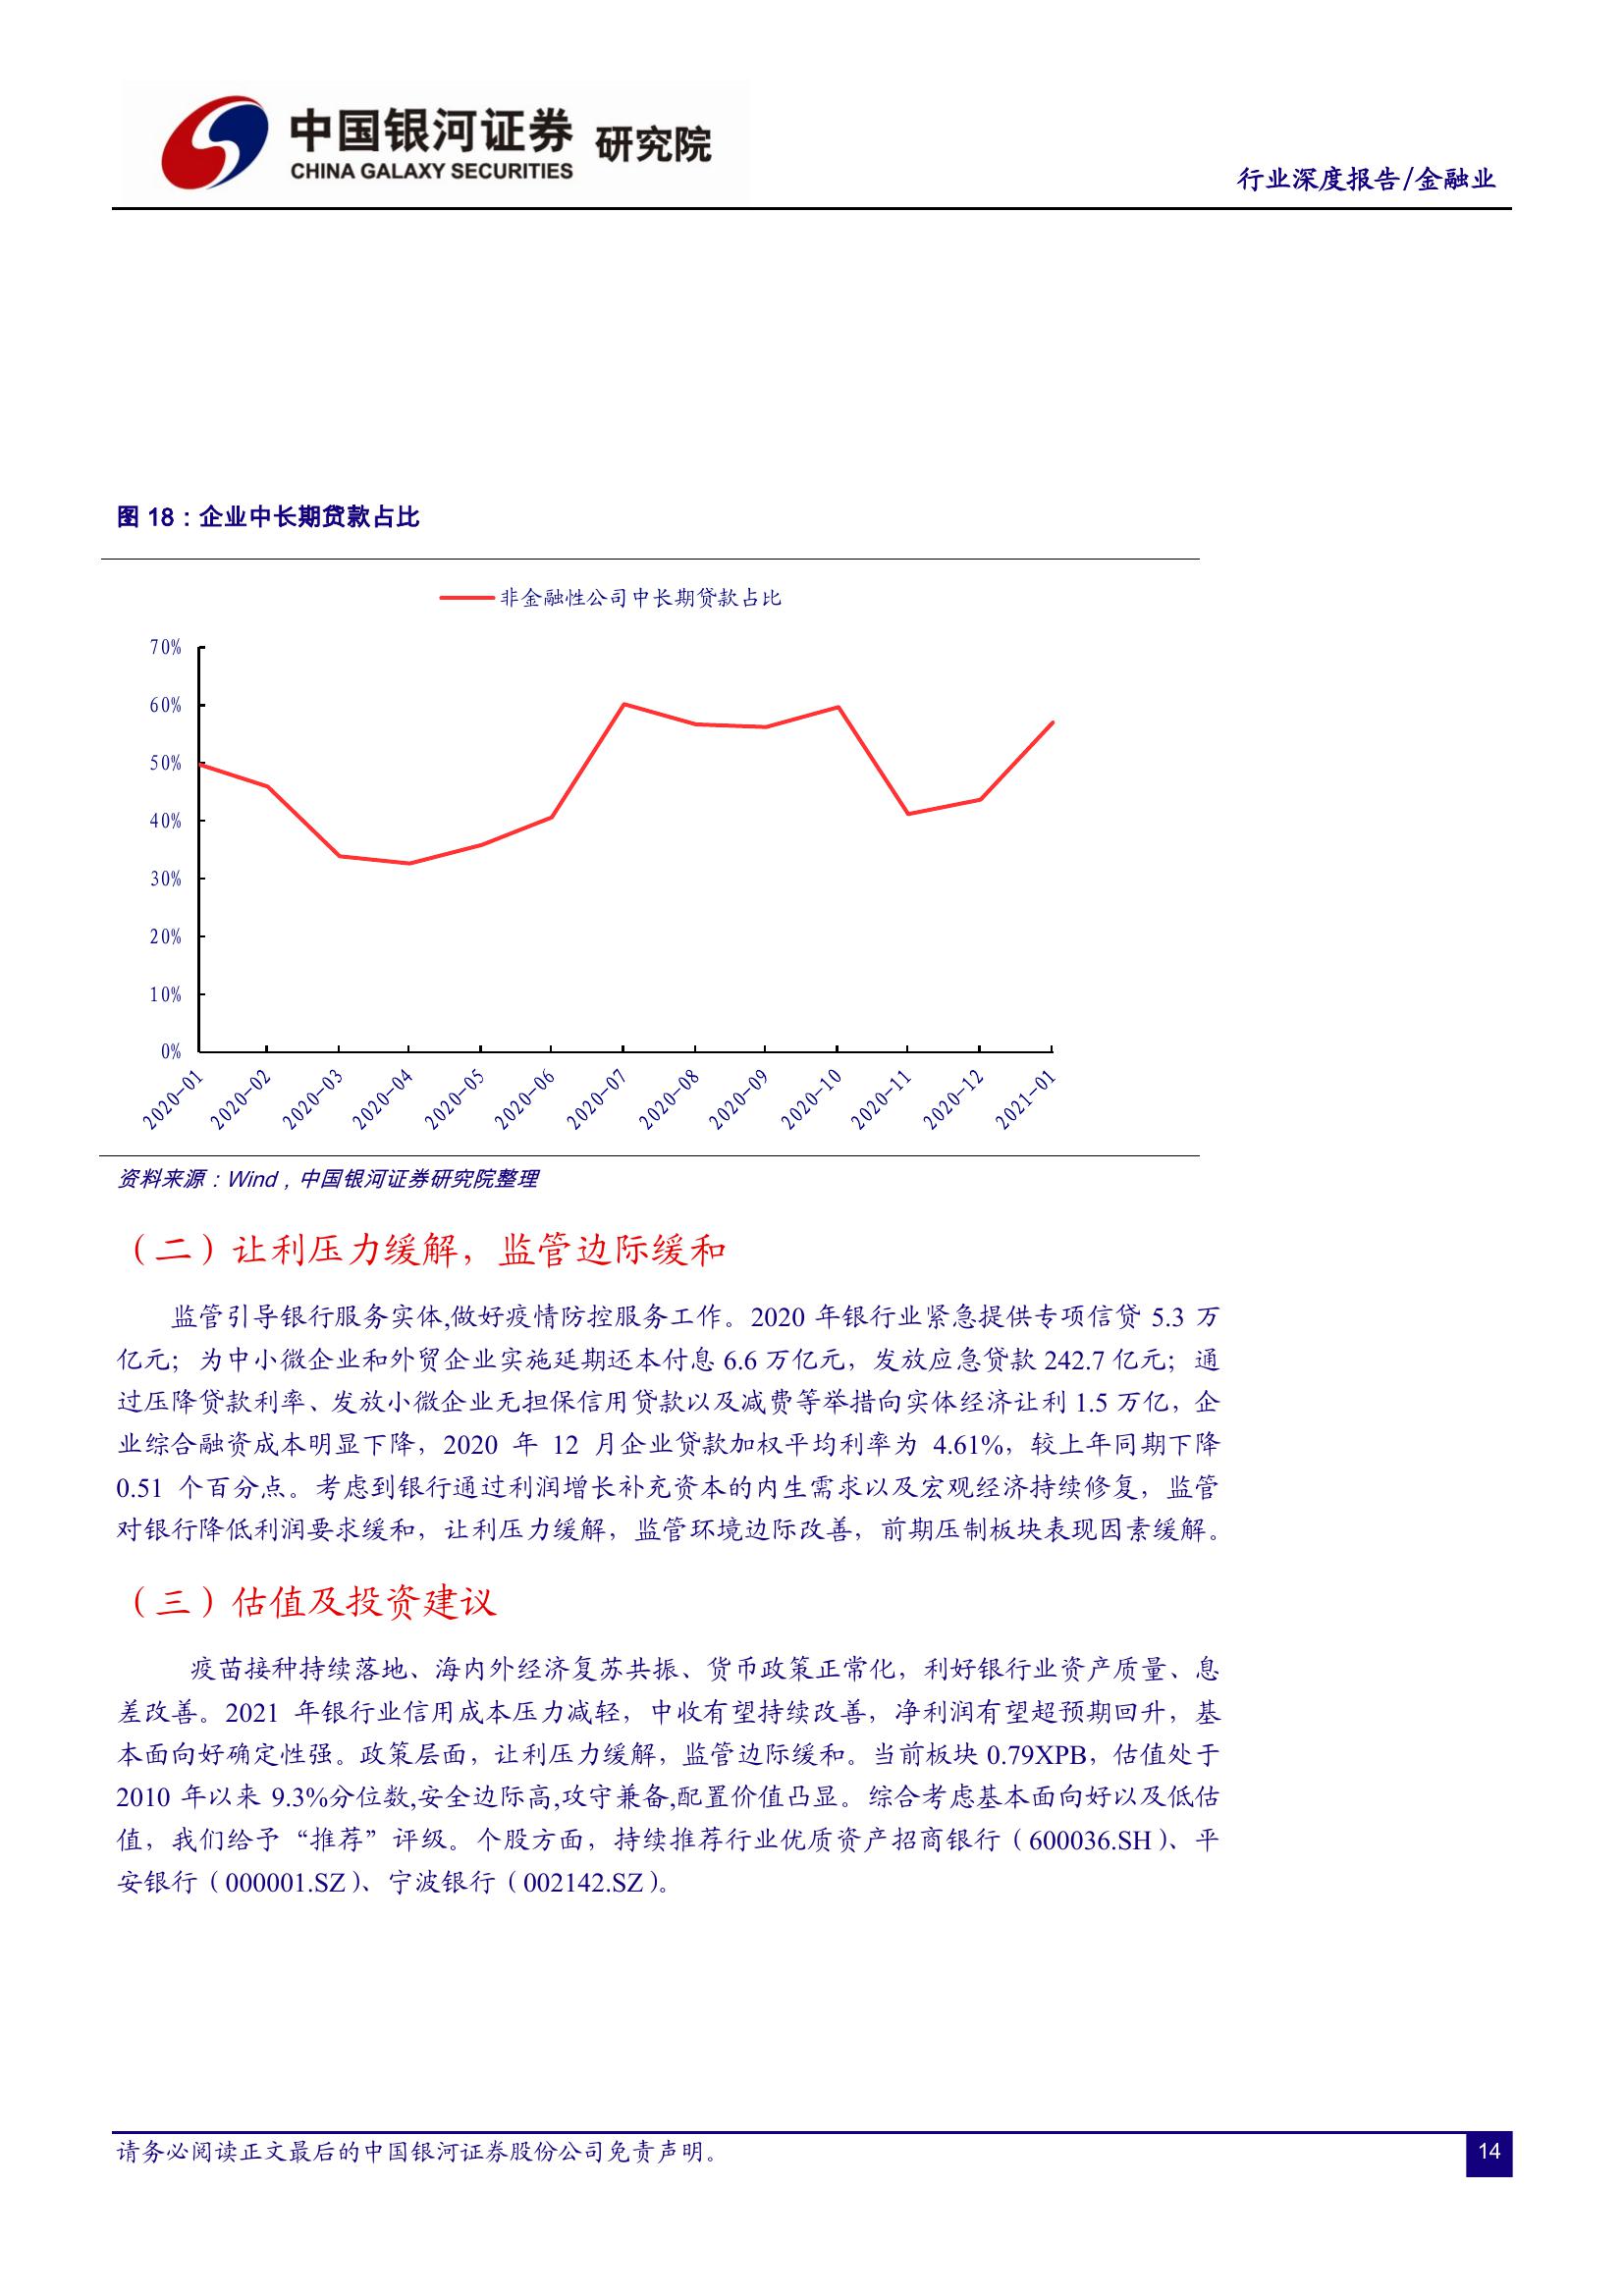 中国银河证券 研究院
CHINA GALAXY SECURITIES
行业深度报告/金融业
图 18：企业中长期贷款占比
非金融性公司中长期贷款占比
70%
60%
50%
40%
30%
20%
10%
0%
2020-01
2020-02
2020-03
2020-04
2020-05
2020-06
2020-07
2020-08
2020-09
2020-10
2020-11
2020-12
2021-01
资料来源：Wind，中国银河证券研究院整理
（二）让利压力缓解，监管边际缓和
监管引导银行服务实体,做好疫情防控服务工作。2020 年银行业紧急提供专项信贷 5.3 万
亿元；为中小微企业和外贸企业实施延期还本付息 6.6 万亿元，发放应急贷款 242.7 亿元；通
过压降贷款利率、发放小微企业无担保信用贷款以及减费等举措向实体经济让利 1.5 万亿，企
业综合融资成本明显下降，2020 年 12 月企业贷款加权平均利率为 4.61%，较上年同期下降
0.51 个百分点。考虑到银行通过利润增长补充资本的内生需求以及宏观经济持续修复，监管
对银行降低利润要求缓和，让利压力缓解，监管环境边际改善，前期压制板块表现因素缓解。
（三）估值及投资建议
疫苗接种持续落地、海内外经济复苏共振、货币政策正常化，利好银行业资产质量、息
差改善。2021 年银行业信用成本压力减轻，中收有望持续改善，净利润有望超预期回升，基
本面向好确定性强。政策层面，让利压力缓解，监管边际缓和。当前板块 0.79XPB，估值处于
2010 年以来 9.3%分位数,安全边际高,攻守兼备,配置价值凸显。综合考虑基本面向好以及低估
值，我们给予“推荐”评级。个股方面，持续推荐行业优质资产招商银行（600036.SH）、平
安银行（000001.SZ）、宁波银行（002142.SZ）。
请务必阅读正文最后的中国银河证券股份公司免责声明。
14